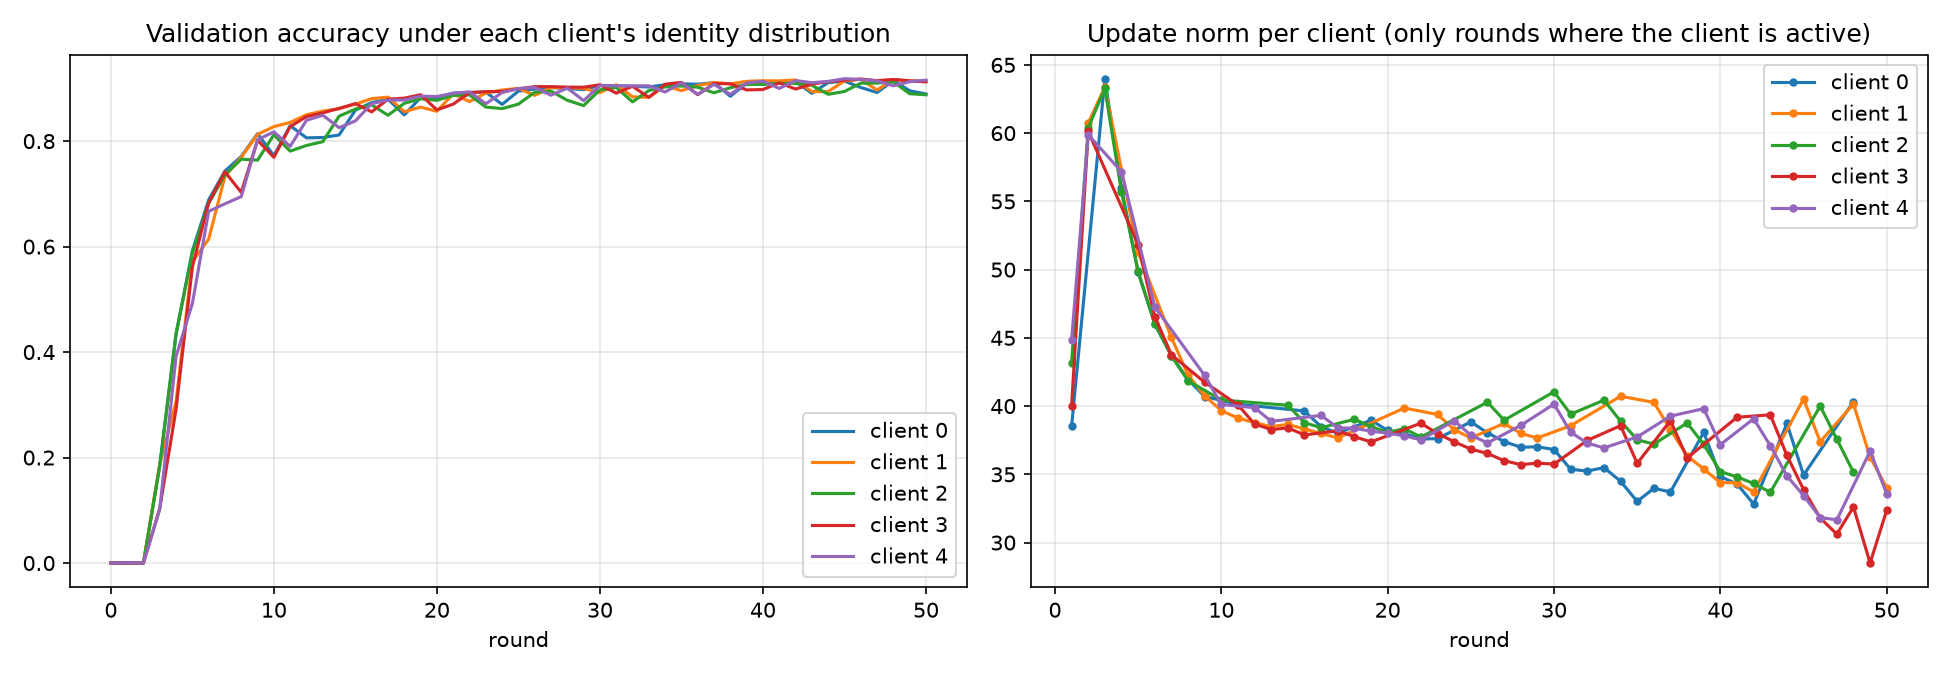 Validation accuracy under each client's identity distribution
0.8
0.6
0.4
0.2
0.0
0 10 20 30 40 50
round
client 0
client 1
client 2
client 3
client 4
Update norm per client (only rounds where the client is active)
65
60
55
50
45
40
35
30
0 10 20 30 40 50
round
client 0
client 1
client 2
client 3
client 4